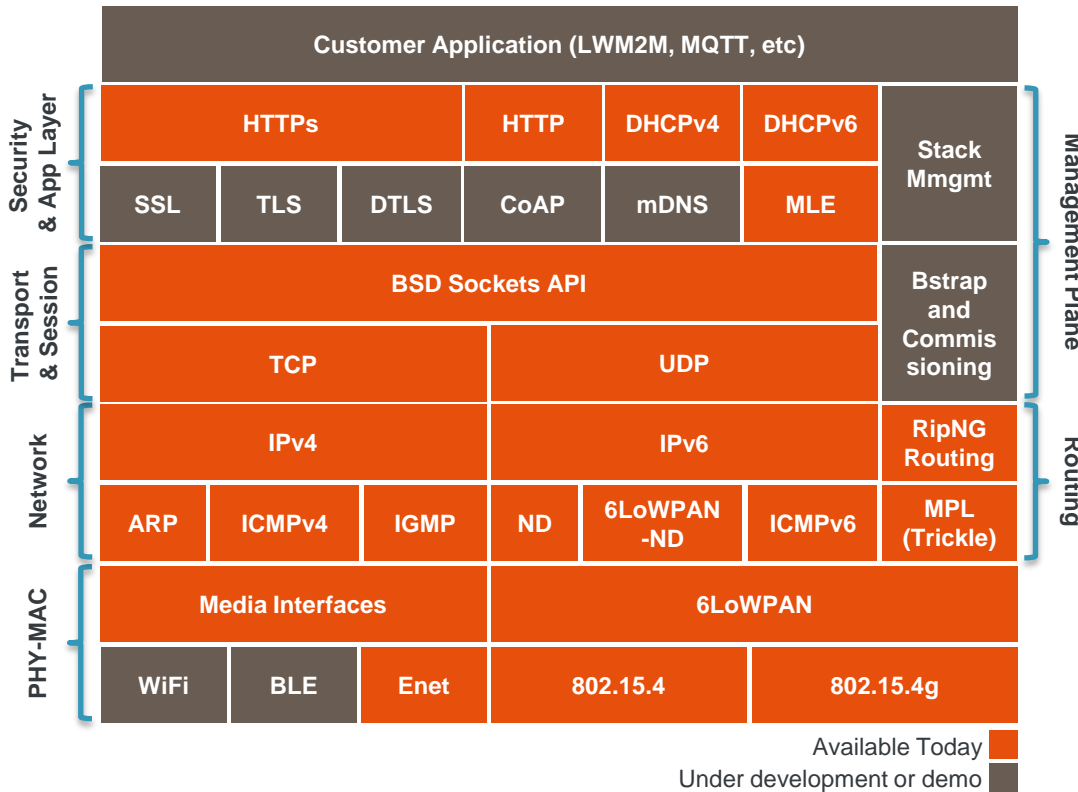 Customer Application (LWM2M, MQTT, etc)
Security
& App Layer
HTTPs
HTTP
DHCPv4
DHCPv6
Stack
Mmgmt
Management Plane
SSL
TLS
DTLS
CoAP
mDNS
MLE
Transport
& Session
BSD Sockets API
Bstrap
and
Commis
sioning
TCP
UDP
Network
IPv4
IPv6
RipNG
Routing
Routing
ARP
ICMPv4
IGMP
ND
6LoWPAN
-ND
ICMPv6
MPL
(Trickle)
PHY-MAC
Media Interfaces
6LoWPAN
WiFi
BLE
Enet
802.15.4
802.15.4g
Available Today
Under development or demo